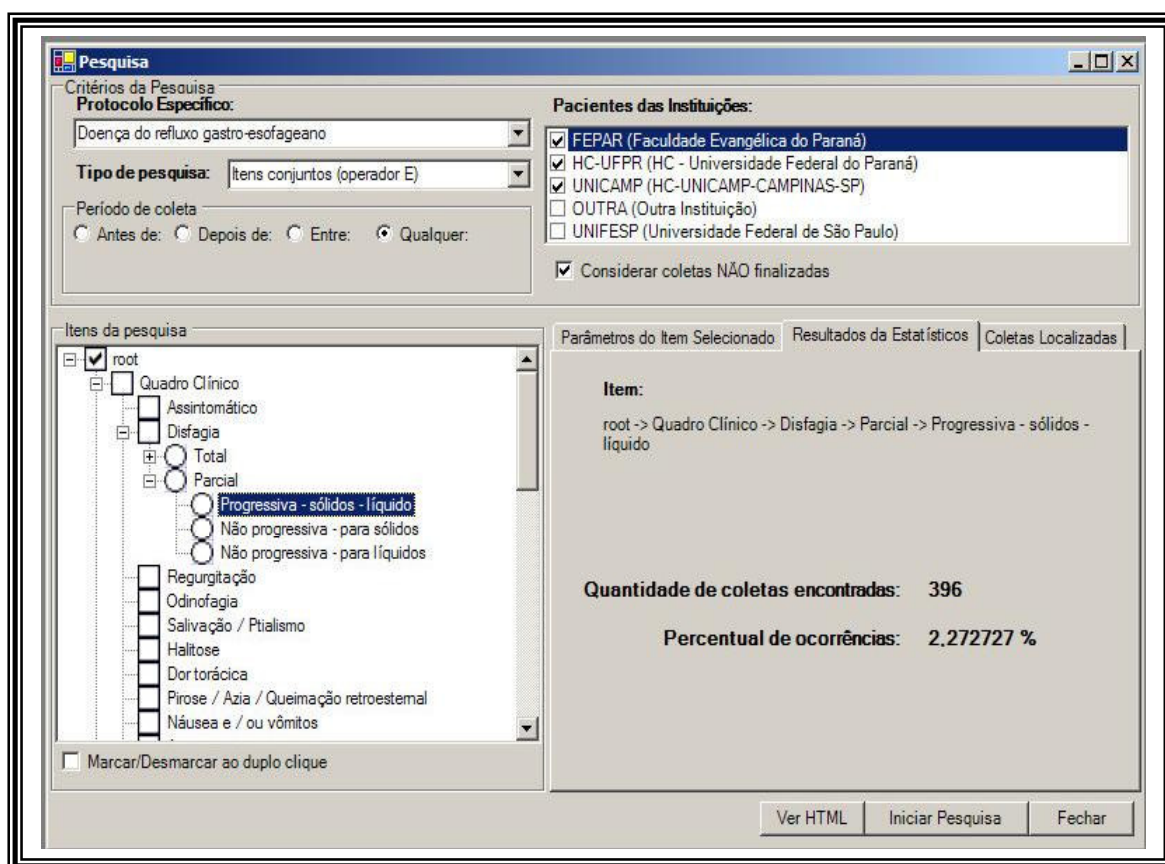 Pesquisa
Critérios da Pesquisa
Protocolo Específico:
Doença do refluxo gastro-esofageano
Tipo de pesquisa: Itens conjuntos (operador E)
Período de coleta
Antes de: Depois de: Entre: Qualquer:
Pacientes das Instituições:
FEPAR (Faculdade Evangélica do Paraná)
HC-UFPR (HC - Universidade Federal do Paraná)
UNICAMP (HC-UNICAMP-CAMPINAS-SP)
OUTRA (Outra Instituição)
UNIFESP (Universidade Federal de São Paulo)
Considerar coletas NÃO finalizadas
Itens da pesquisa
root
Quadro Clínico
Assintomático
Disfagia
Total
Parcial
Progressiva - sólidos - líquido
Não progressiva - para sólidos
Não progressiva - para líquidos
Regurgitação
Odinofagia
Salivação / Ptialismo
Halitose
Dor torácica
Pirose / Azia / Queimação retroesternal
Náusea e / ou vômitos
Marcar/Desmarcar ao duplo clique
Parâmetros do Item Selecionado Resultados da Estatísticos Coletas Localizadas
Item:
root -> Quadro Clínico -> Disfagia -> Parcial -> Progressiva - sólidos -
líquido
Quantidade de coletas encontradas: 396
Percentual de ocorrências: 2,272727 %
Ver HTML Iniciar Pesquisa Fechar